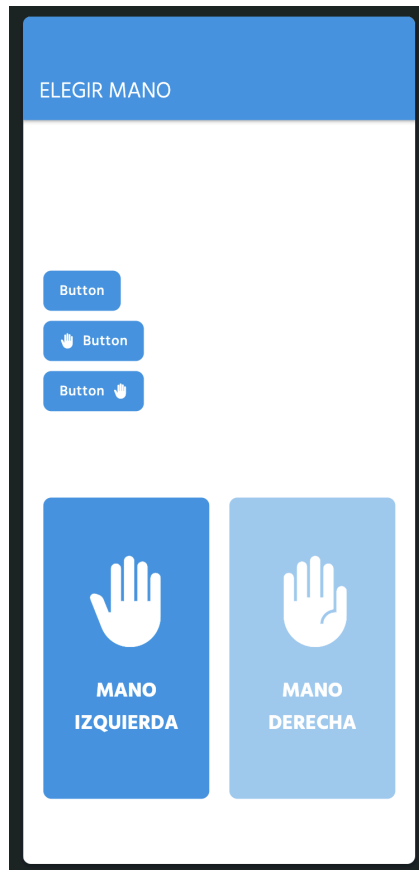 ELEGIR MANO
Button
Button
Button
MANO
IZQUIERDA
MANO
DERECHA